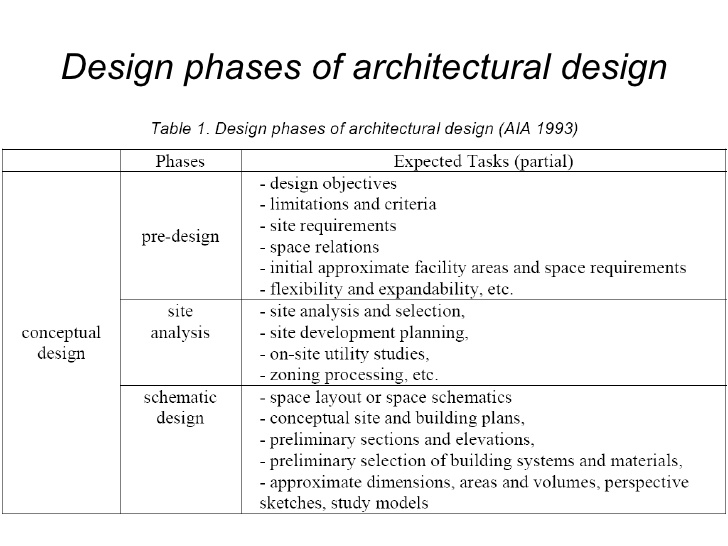 Design phases of architectural design
Table 1. Design phases of architectural design (AIA 1993)
Phases
Expected Tasks (partial)
conceptual
design
pre-design
- design objectives
- limitations and criteria
- site requirements
- space relations
- initial approximate facility areas and space requirements
- flexibility and expandability, etc.
site
analysis
- site analysis and selection,
- site development planning,
- on-site utility studies,
- zoning processing, etc.
schematic
design
- space layout or space schematics
- conceptual site and building plans,
- preliminary sections and elevations,
- preliminary selection of building systems and materials,
- approximate dimensions, areas and volumes, perspective
sketches, study models